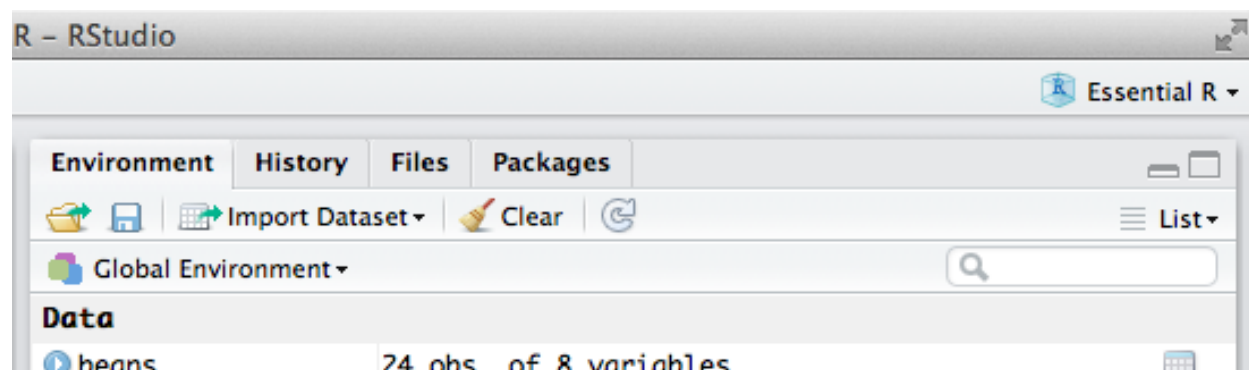 R – RStudio
Essential R
Environment History Files Packages
Import Dataset Clear List
Global Environment
Data
beans 24 obs. of 8 variables